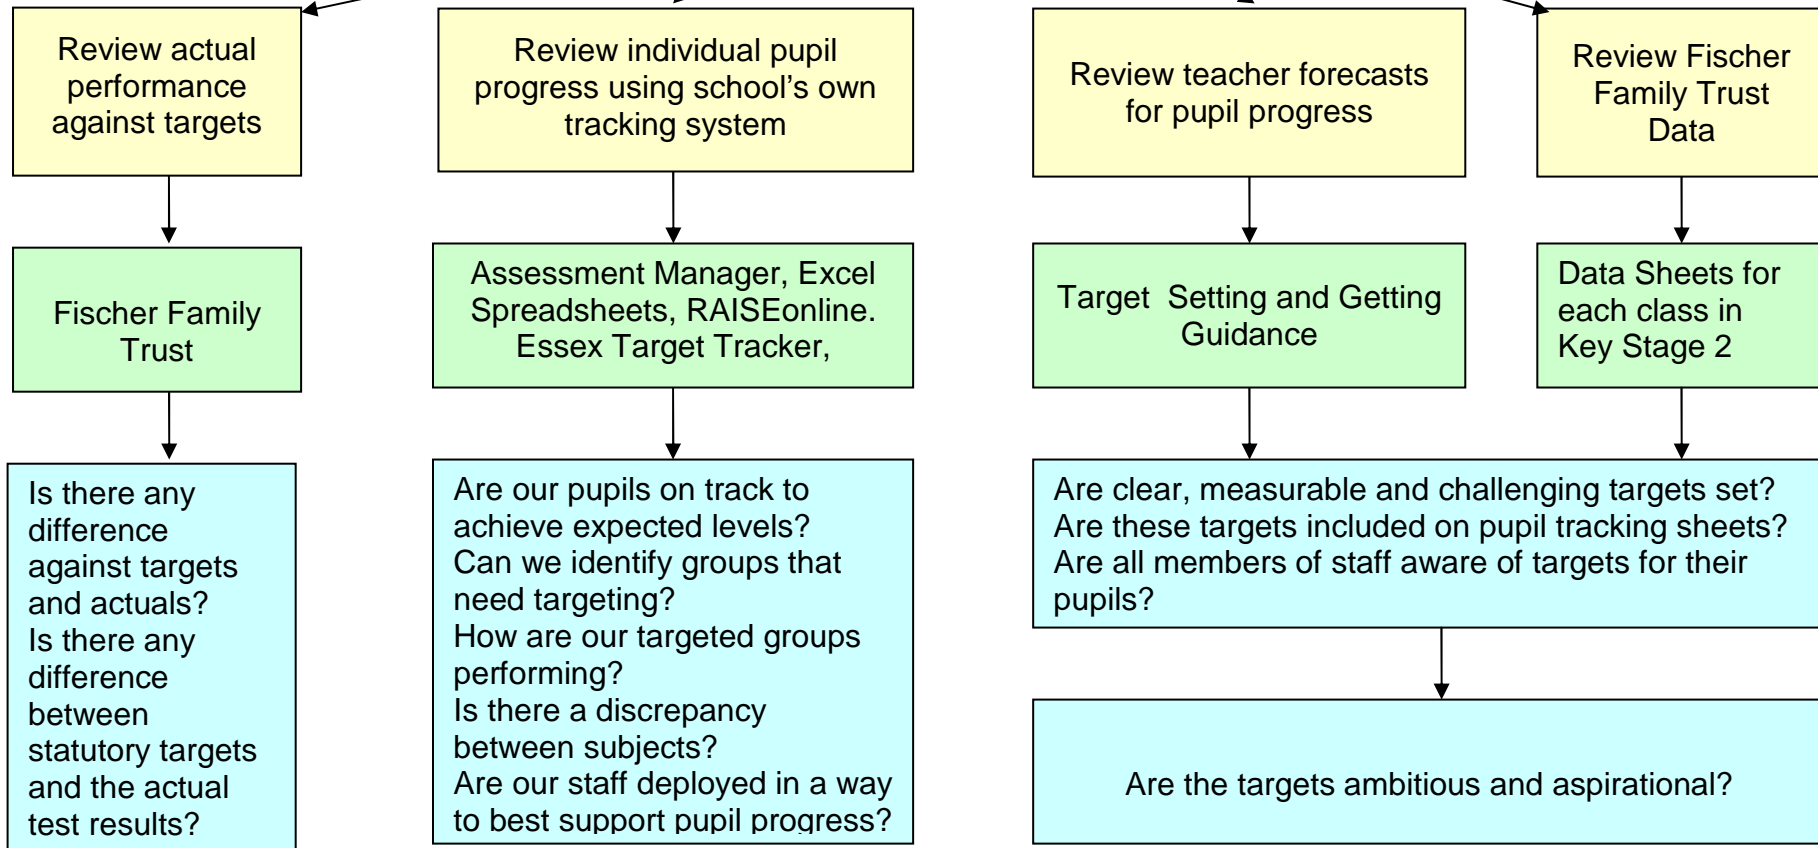 Review actual
performance
against targets
Review individual pupil
progress using school's own
tracking system
Review teacher forecasts
for pupil progress
Review Fischer
Family Trust
Data
Fischer Family
Trust
Assessment Manager, Excel
Spreadsheets, RAISEonline.
Essex Target Tracker,
Target  Setting and Getting
Guidance
Data Sheets for
each class in
Key Stage 2
Is there any
difference
against targets
and actuals?
Is there any
difference
between
statutory targets
and the actual
test results?
Are our pupils on track to
achieve expected levels?
Can we identify groups that
need targeting?
How are our targeted groups
performing?
Is there a discrepancy
between subjects?
Are our staff deployed in a way
to best support pupil progress?
Are clear, measurable and challenging targets set?
Are these targets included on pupil tracking sheets?
Are all members of staff aware of targets for their
pupils?
Are the targets ambitious and aspirational?